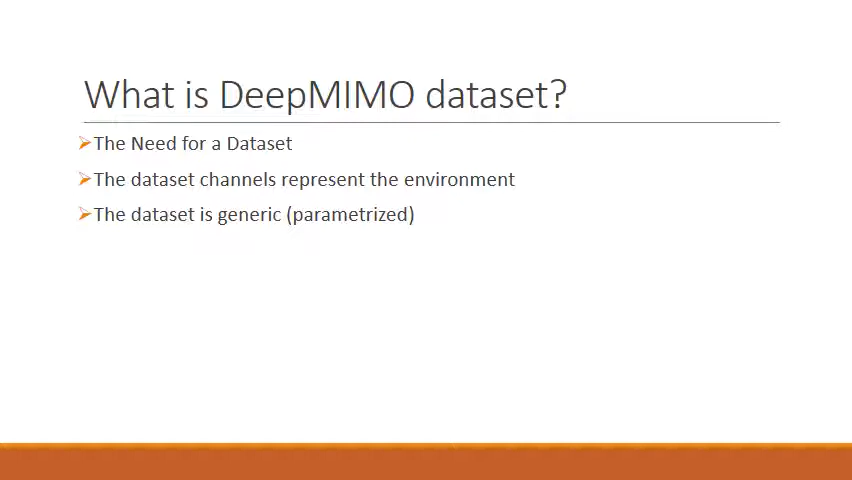 What is DeepMIMO dataset?
The Need for a Dataset
The dataset channels represent the environment
The dataset is generic (parametrized)